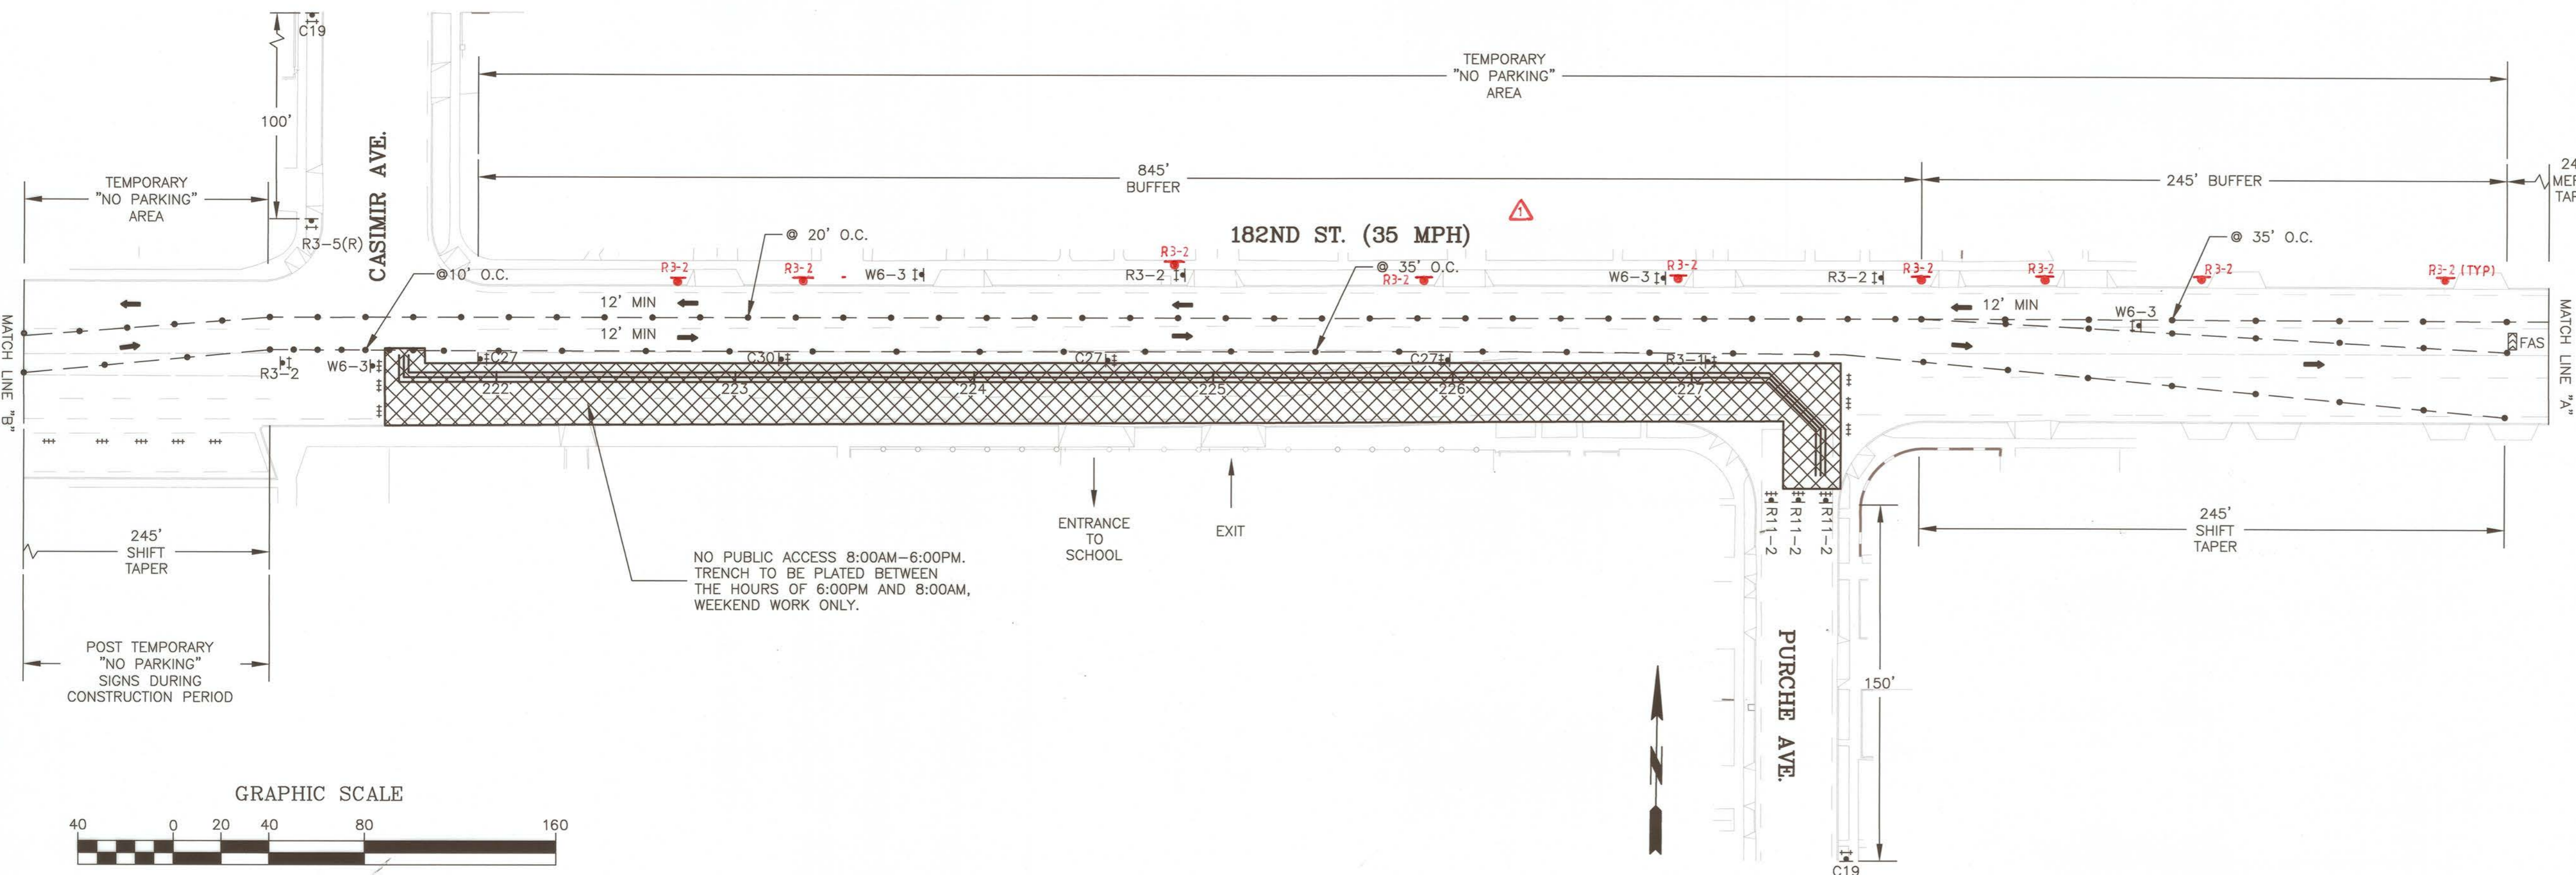 C19
100'
TEMPORARY
"NO PARKING"
AREA
TEMPORARY
"NO PARKING"
AREA
R3-5(R)
CASIMIR AVE.
845'
BUFFER
245' BUFFER
182ND ST. (35 MPH)
1
@ 20' O.C.
@10' O.C.
@ 35' O.C.
@ 35' O.C.
R3-2
R3-2
W6-3
R3-2
R3-2
R3-2
W6-3
R3-2
R3-2
R3-2
R3-2
R3-2
R3-2 (TYP)
12' MIN
12' MIN
12' MIN
W6-3
MATCH LINE "B"
MATCH LINE "A"
FAS
R3-2
W6-3
C27
C30
C27
C27
R3-1
222
223
224
225
226
227
ENTRANCE
TO
SCHOOL
EXIT
R11-2
R11-2
R11-2
245'
SHIFT
TAPER
245'
SHIFT
TAPER
NO PUBLIC ACCESS 8:00AM-6:00PM.
TRENCH TO BE PLATED BETWEEN
THE HOURS OF 6:00PM AND 8:00AM,
WEEKEND WORK ONLY.
POST TEMPORARY
"NO PARKING"
SIGNS DURING
CONSTRUCTION PERIOD
PURCHE AVE.
150'
N
C19
GRAPHIC SCALE
40 0 20 40 80 160